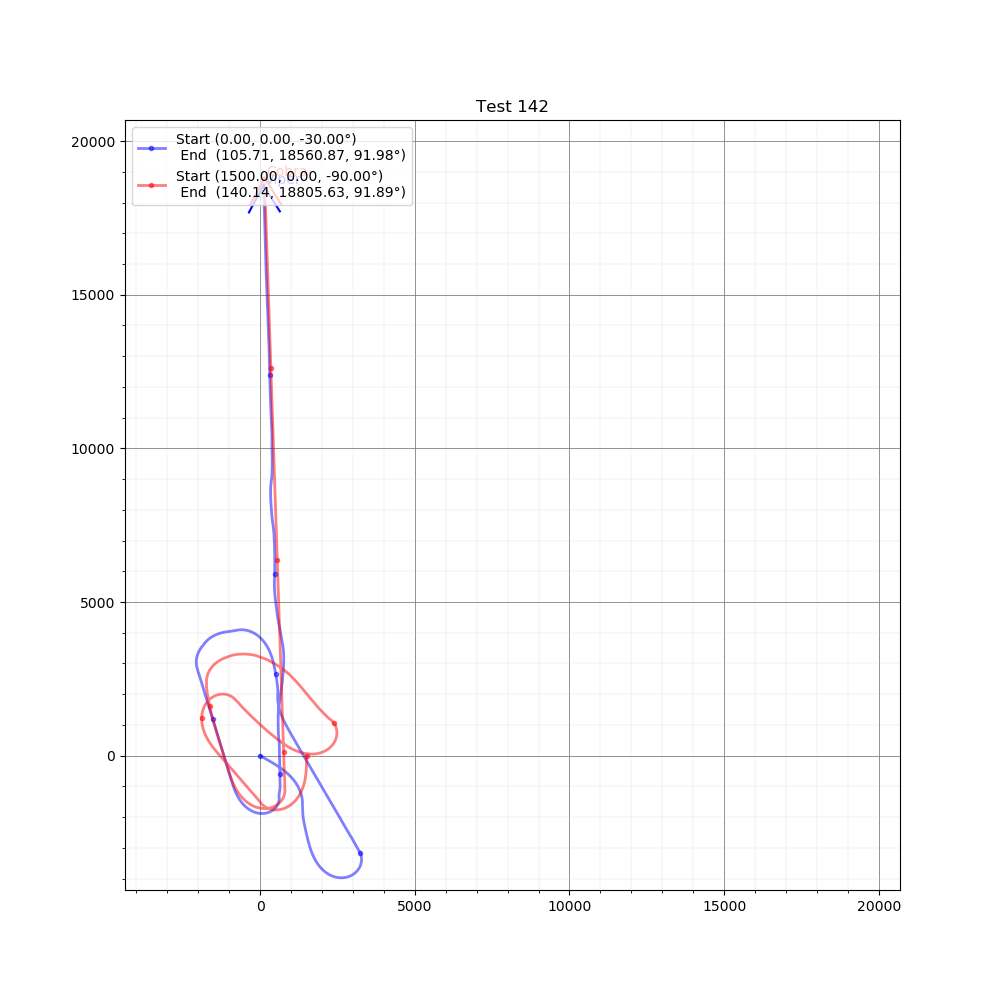 Test 142
Start (0.00, 0.00, -30.00°)
End (105.71, 18560.87, 91.98°)
Start (1500.00, 0.00, -90.00°)
End (140.14, 18805.63, 91.89°)
20000
15000
10000
5000
0
0 5000 10000 15000 20000